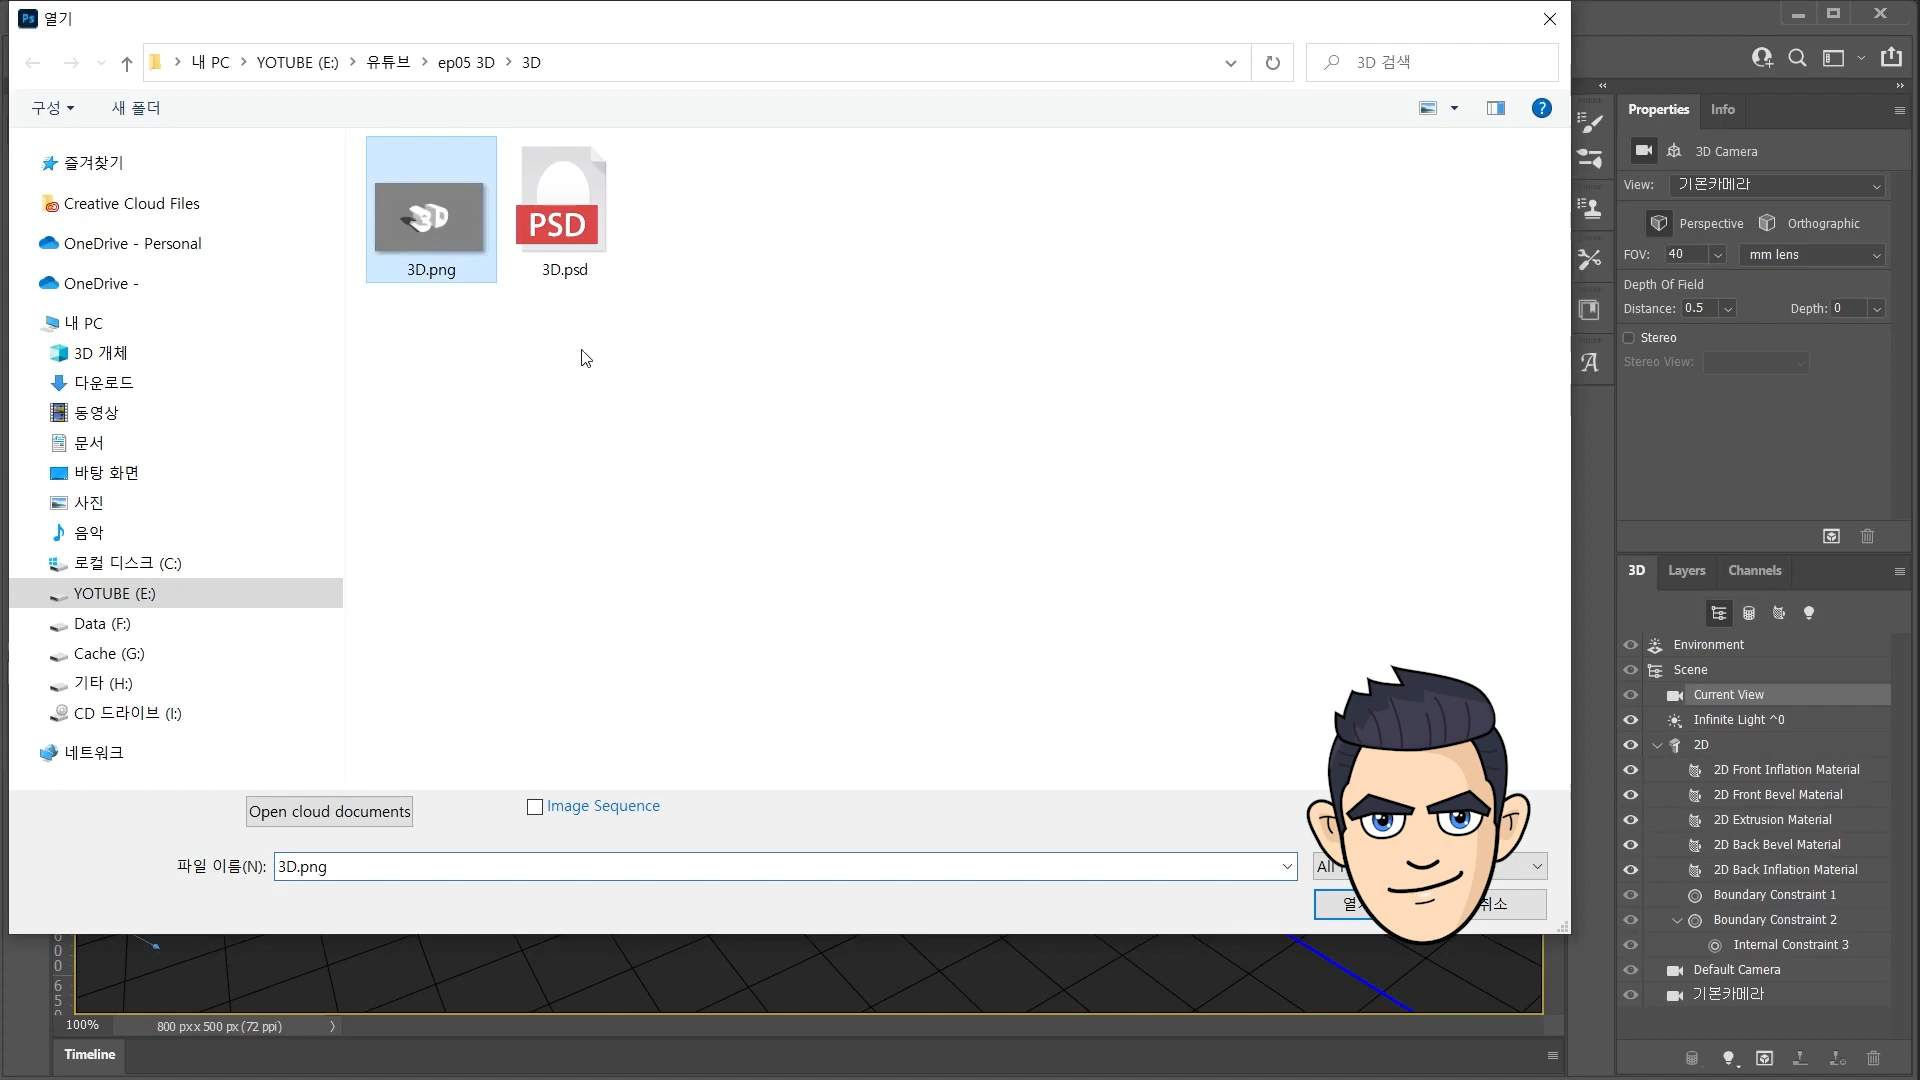 Ps 열기
내 PC > YOTUBE (E:) > 유튜브 > ep05 3D > 3D
3D 검색
구성
새 폴더
?
즐겨찾기
Creative Cloud Files
OneDrive - Personal
OneDrive -
내 PC
3D 개체
다운로드
동영상
문서
바탕 화면
사진
음악
로컬 디스크 (C:)
YOTUBE (E:)
Data (F:)
Cache (G:)
기타 (H:)
CD 드라이브 (I:)
네트워크
3D
3D.png
PSD
3D.psd
Open cloud documents
Image Sequence
파일 이름(N): 3D.png
All
취소
Properties
Info
3D Camera
View: 기몬카메라
Perspective
Orthographic
FOV: 40
mm lens
Depth Of Field
Distance: 0.5
Depth: 0
Stereo
Stereo View:
3D
Layers
Channels
Environment
Scene
Current View
Infinite Light ^0
2D
2D Front Inflation Material
2D Front Bevel Material
2D Extrusion Material
2D Back Bevel Material
2D Back Inflation Material
Boundary Constraint 1
Boundary Constraint 2
Internal Constraint 3
Default Camera
기몬카메라
100%
800 px x 500 px (72 ppi)
Timeline